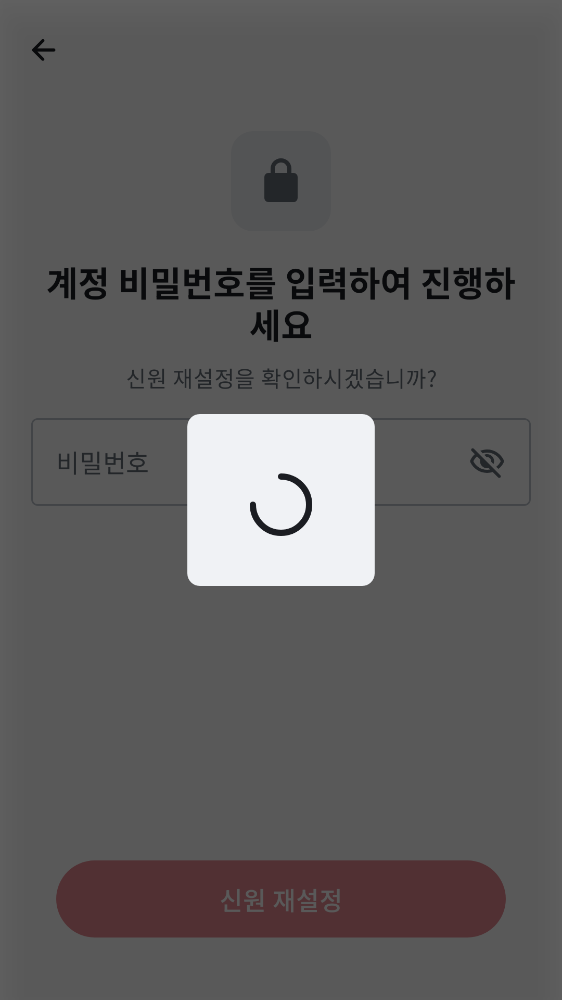 계정 비밀번호를 입력하여 진행하
세요
신원 재설정을 확인하시겠습니까?
비밀번호
신원 재설정